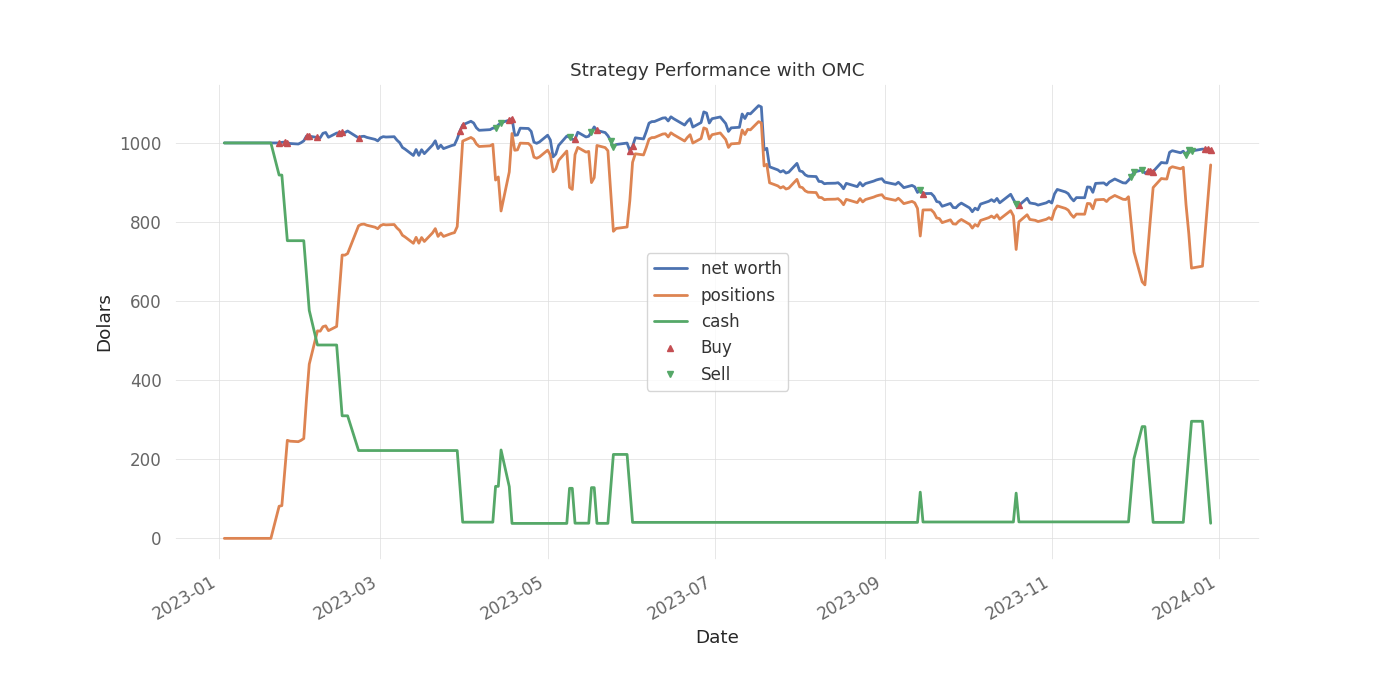 Strategy Performance with OMC
1000
800
600
400
200
0
Dolars
net worth
positions
cash
Buy
Sell
2023-01
2023-03
2023-05
2023-07
2023-09
2023-11
2024-01
Date